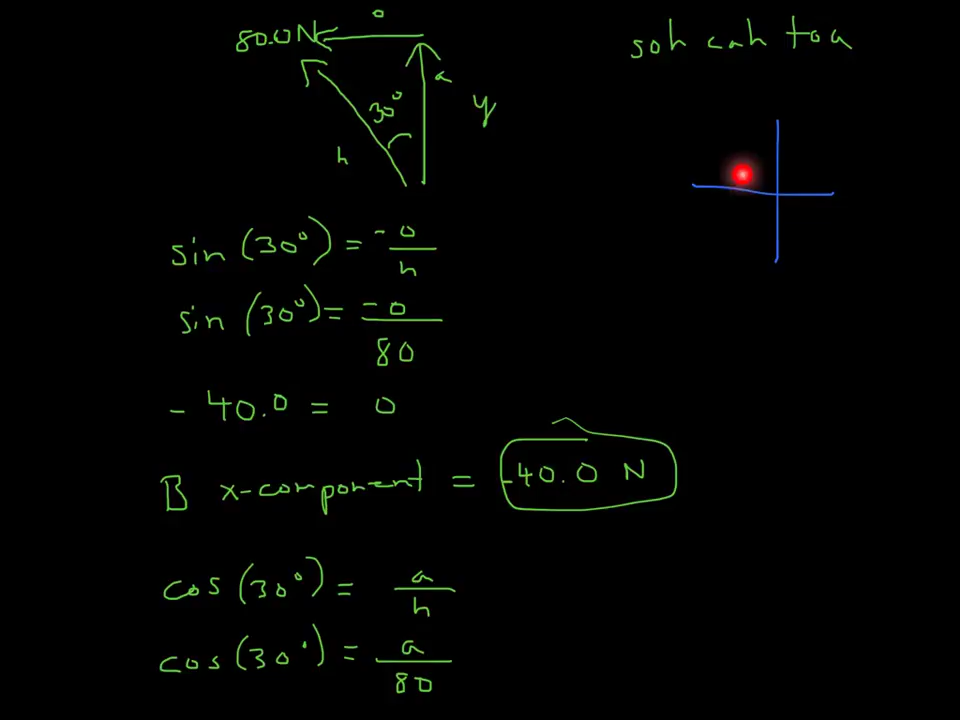 soh cah toa
80.0N
o
a
30°
y
h
sin (30°) = -o/h
sin (30°) = -o/80
- 40.0 = o
B x-component = -40.0 N
cos (30°) = a/h
cos (30°) = a/80